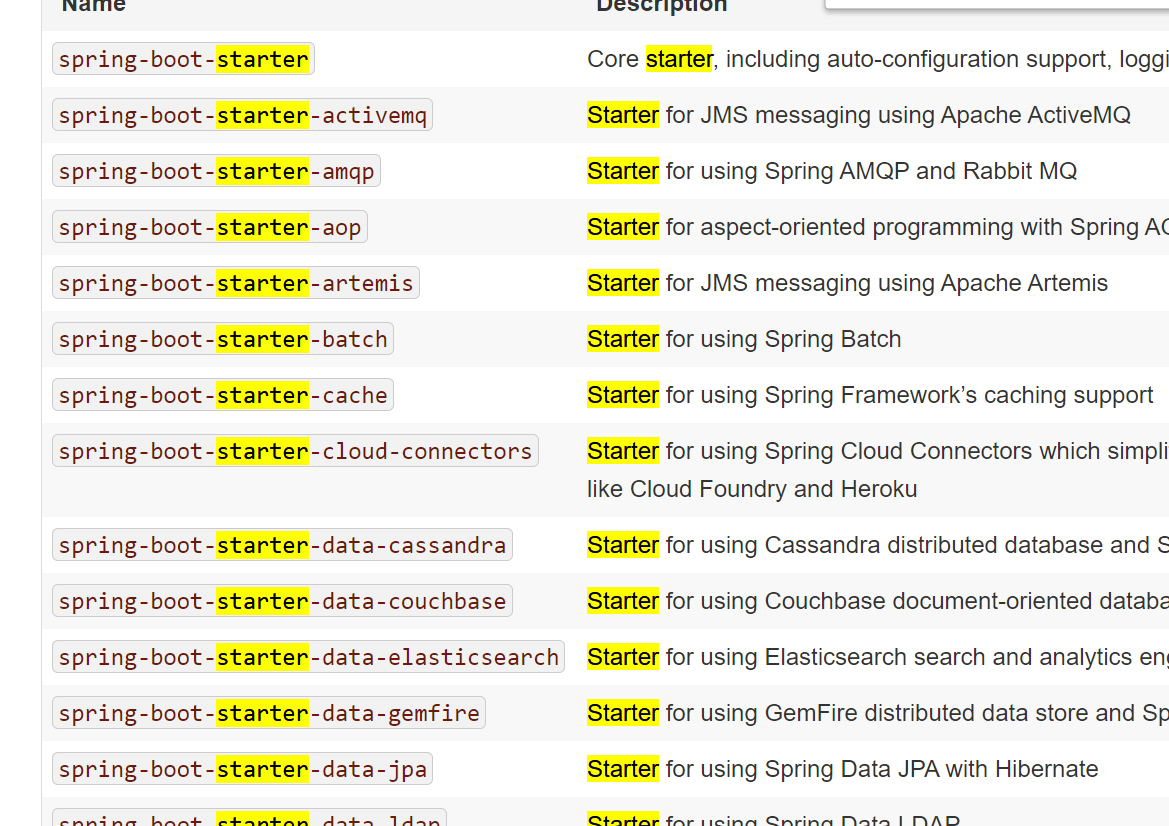 Name Description
spring-boot-starter Core starter, including auto-configuration support,
spring-boot-starter-activemq Starter for JMS messaging using Apache ActiveMQ
spring-boot-starter-amqp Starter for using Spring AMQP and Rabbit MQ
spring-boot-starter-aop Starter for aspect-oriented programming with Spring
spring-boot-starter-artemis Starter for JMS messaging using Apache Artemis
spring-boot-starter-batch Starter for using Spring Batch
spring-boot-starter-cache Starter for using Spring Framework’s caching support
spring-boot-starter-cloud-connectors Starter for using Spring Cloud Connectors which
like Cloud Foundry and Heroku
spring-boot-starter-data-cassandra Starter for using Cassandra distributed database and
spring-boot-starter-data-couchbase Starter for using Couchbase document-oriented
spring-boot-starter-data-elasticsearch Starter for using Elasticsearch search and analytics
spring-boot-starter-data-gemfire Starter for using GemFire distributed data store and
spring-boot-starter-data-jpa Starter for using Spring Data JPA with Hibernate
spring-boot-starter-data-ldap Starter for using Spring Data LDAP